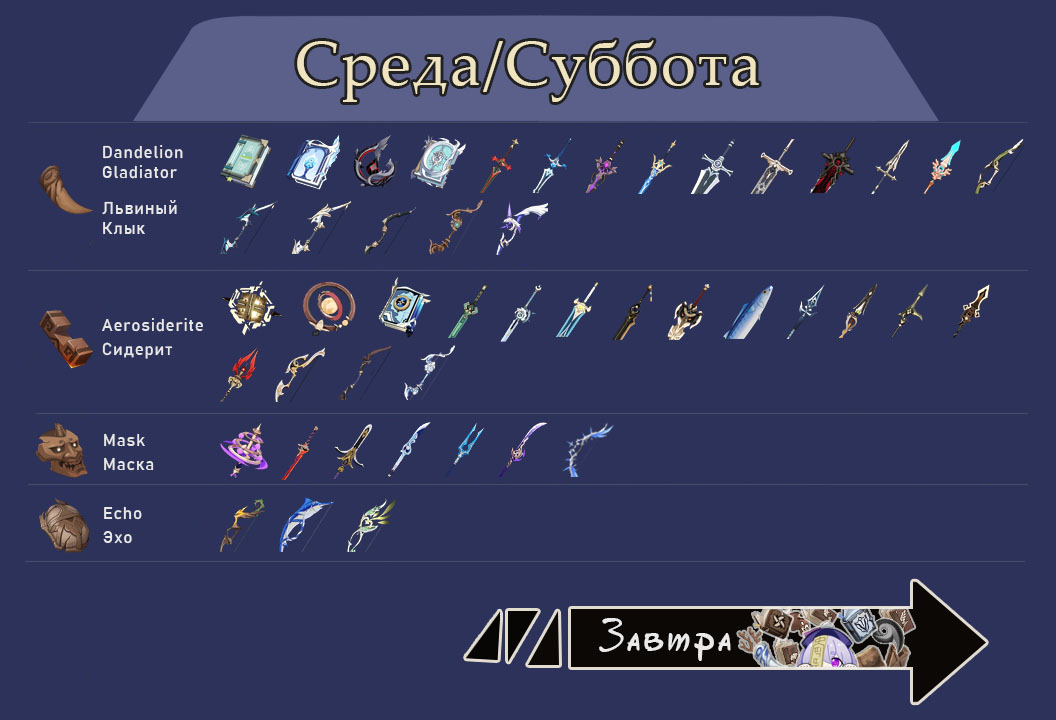 Среда/Суббота
Dandelion
Gladiator
Львиный
Клык
Aerosiderite
Сидерит
Mask
Маска
Echo
Эхо
Завтра